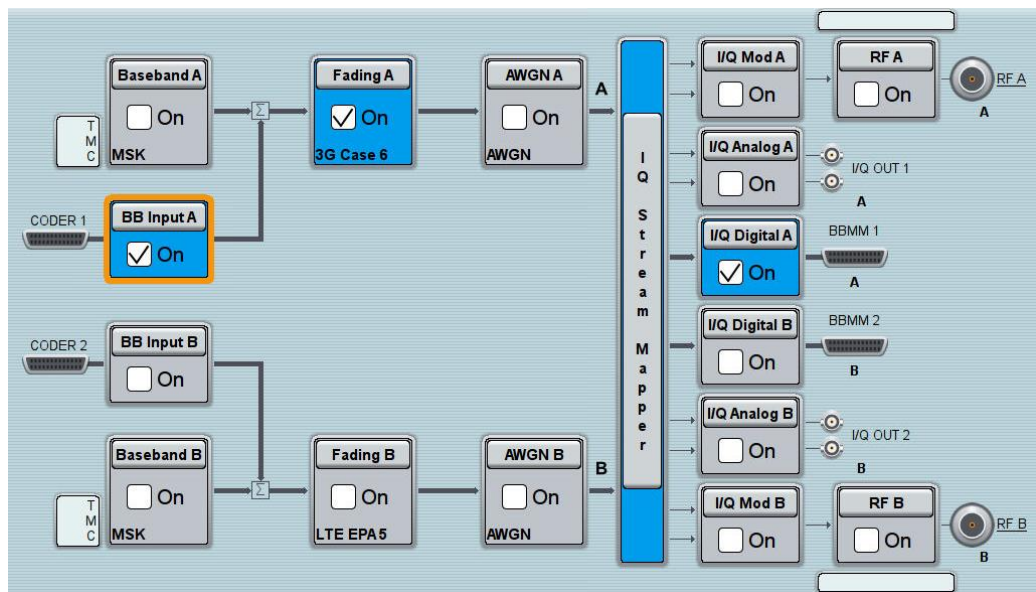 Baseband A
On
MSK
T
M
C
Fading A
On
3G Case 6
AWGN A
On
AWGN
A
I/Q Mod A
On
RF A
On
RF A
A
I/Q Analog A
On
I/Q OUT 1
A
CODER 1
BB Input A
On
I/Q Digital A
On
BBMM 1
A
I Q S t r e a m M a p p e r
CODER 2
BB Input B
On
I/Q Digital B
On
BBMM 2
B
I/Q Analog B
On
I/Q OUT 2
B
Baseband B
On
MSK
T
M
C
Σ
Σ
Fading B
On
LTE EPA5
AWGN B
On
AWGN
B
I/Q Mod B
On
RF B
On
RF B
B